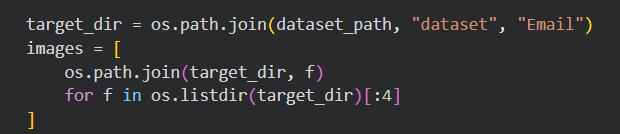 target_dir = os.path.join(dataset_path, "dataset", "Email")
images = [
    os.path.join(target_dir, f)
    for f in os.listdir(target_dir)[:4]
]